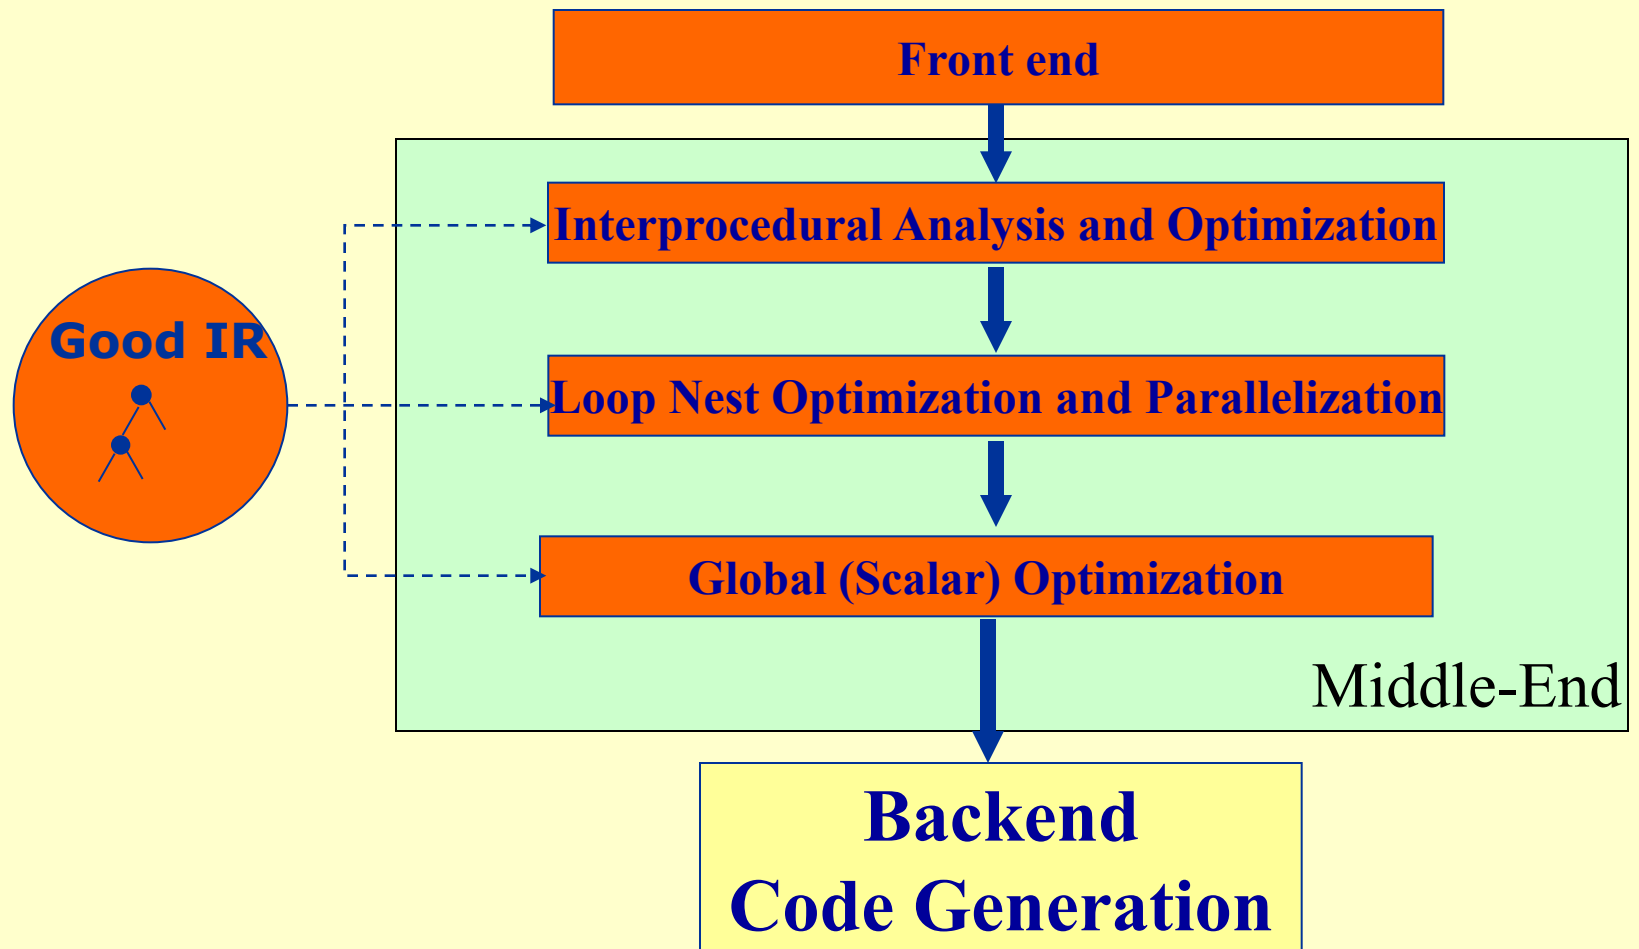 Front end
Interprocedural Analysis and Optimization
Good IR
Loop Nest Optimization and Parallelization
Global (Scalar) Optimization
Middle-End
Backend
Code Generation